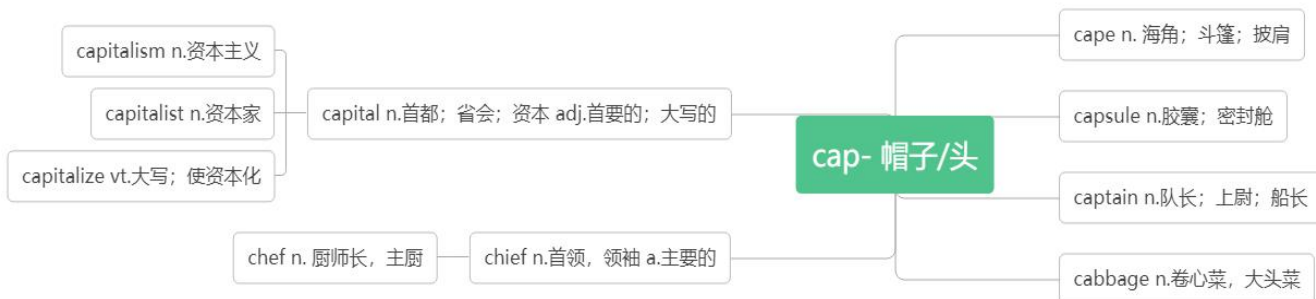 cap- 帽子/头
cape n. 海角；斗篷；披肩
capsule n.胶囊；密封舱
captain n.队长；上尉；船长
cabbage n.卷心菜，大头菜
capital n.首都；省会；资本 adj.首要的；大写的
capitalism n.资本主义
capitalist n.资本家
capitalize vt.大写；使资本化
chief n.首领，领袖 a.主要的
chef n. 厨师长，主厨